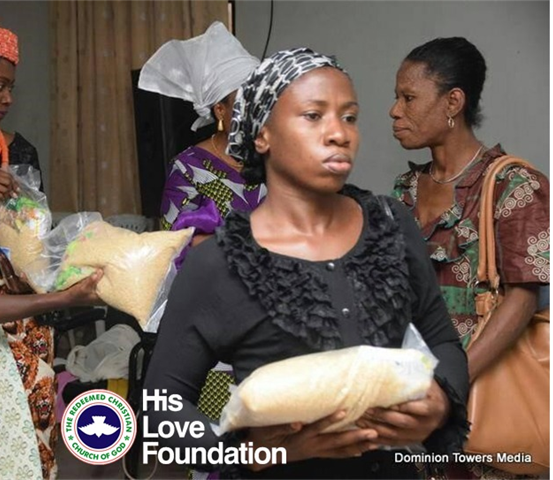 THE REDEEMED CHRISTIAN
CHURCH OF GOD
His
Love
Foundation
Dominion Towers Media